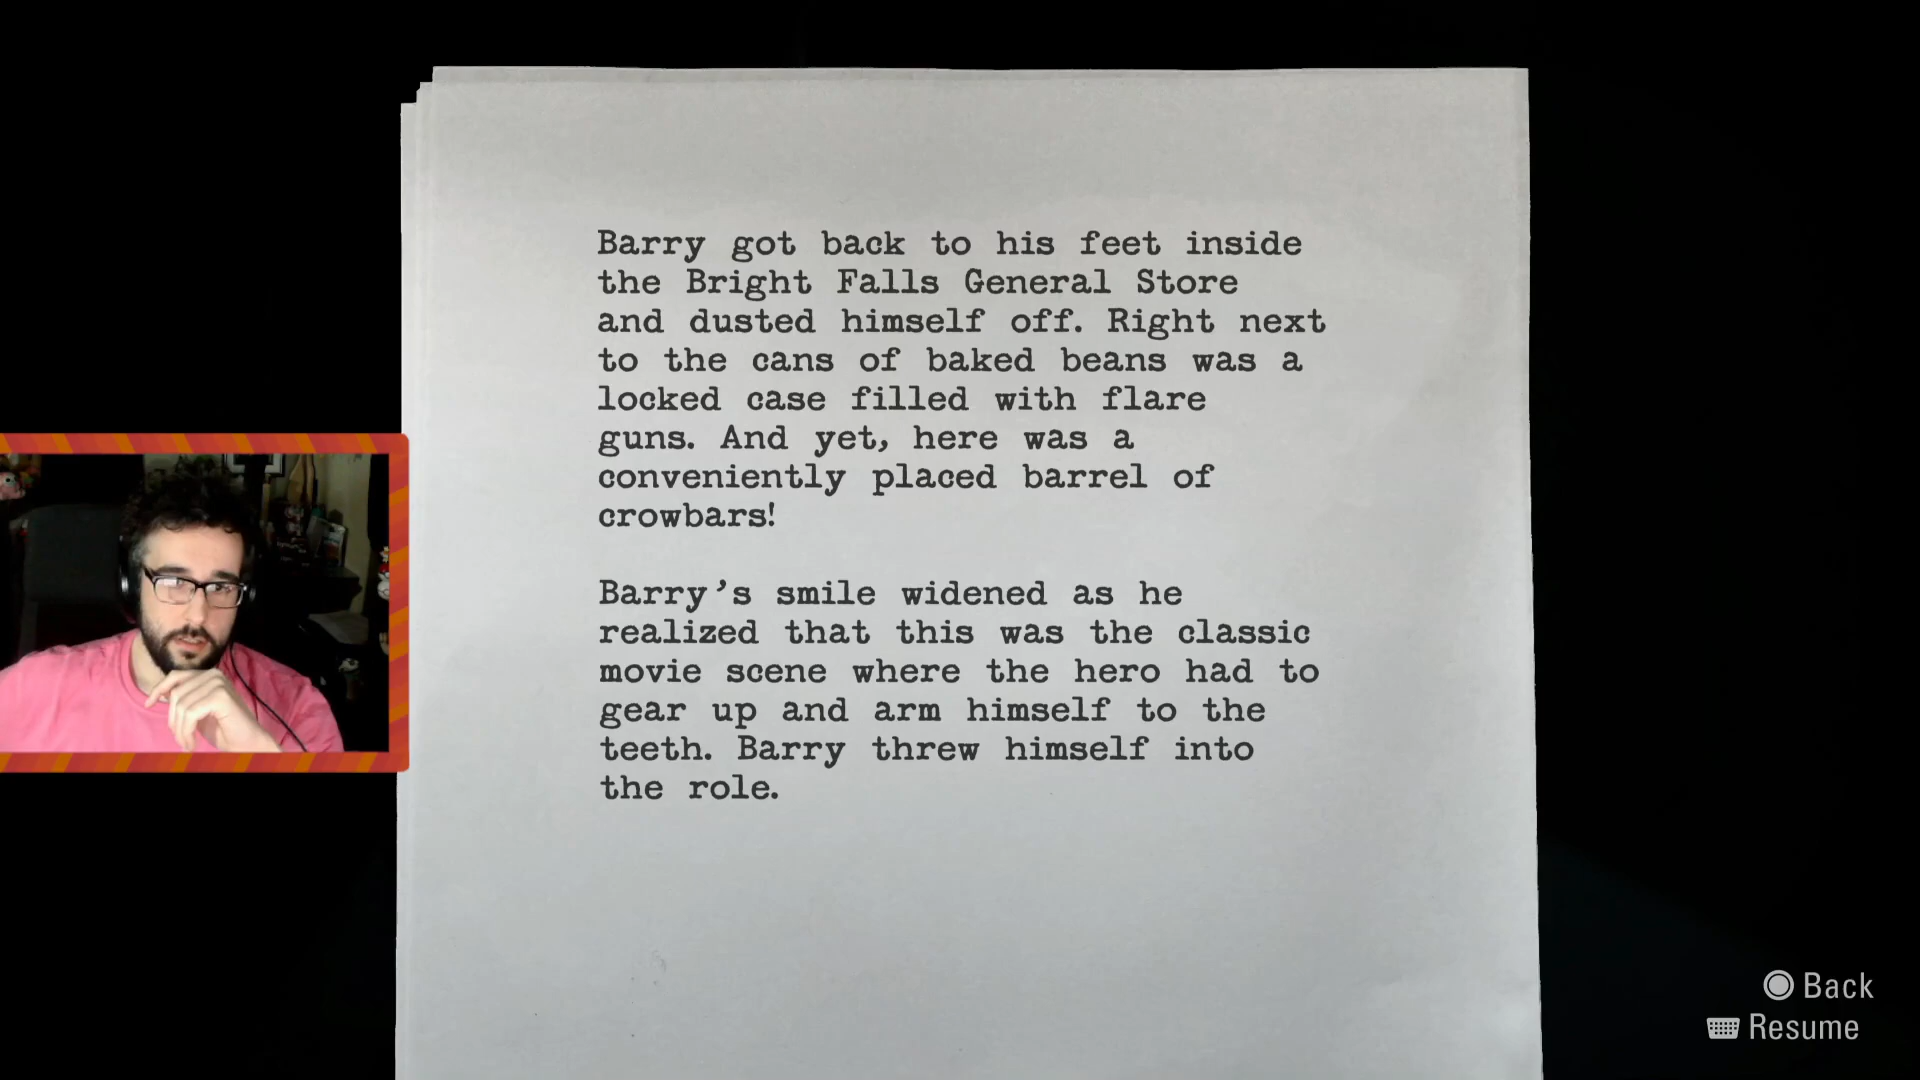 Barry got back to his feet inside
the Bright Falls General Store
and dusted himself off. Right next
to the cans of baked beans was a
locked case filled with flare
guns. And yet, here was a
conveniently placed barrel of
crowbars!
Barry's smile widened as he
realized that this was the classic
movie scene where the hero had to
gear up and arm himself to the
teeth. Barry threw himself into
the role.
Back
Resume